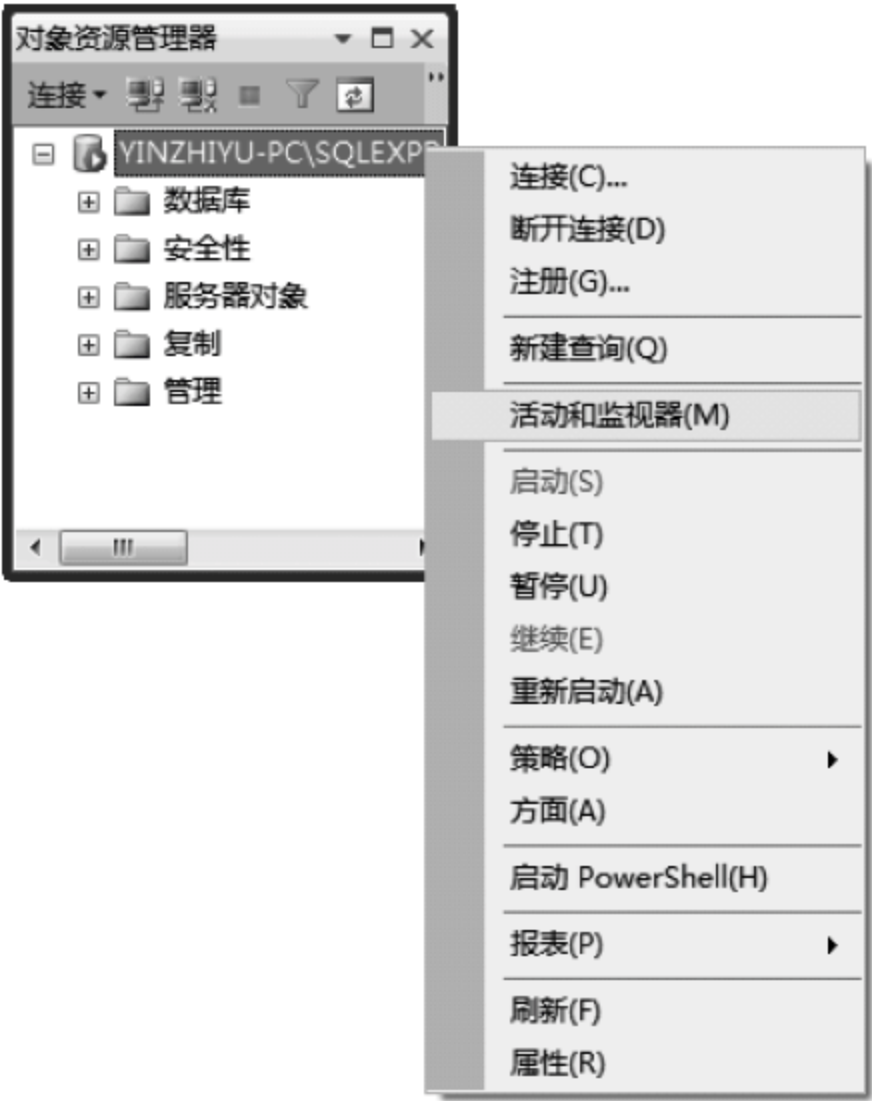 对象资源管理器
连接
YINZHIYU-PC\SQLEXP
数据库
安全性
服务器对象
复制
管理
连接(C)...
断开连接(D)
注册(G)...
新建查询(Q)
活动和监视器(M)
启动(S)
停止(T)
暂停(U)
继续(E)
重新启动(A)
策略(O)
方面(A)
启动 PowerShell(H)
报表(P)
刷新(F)
属性(R)